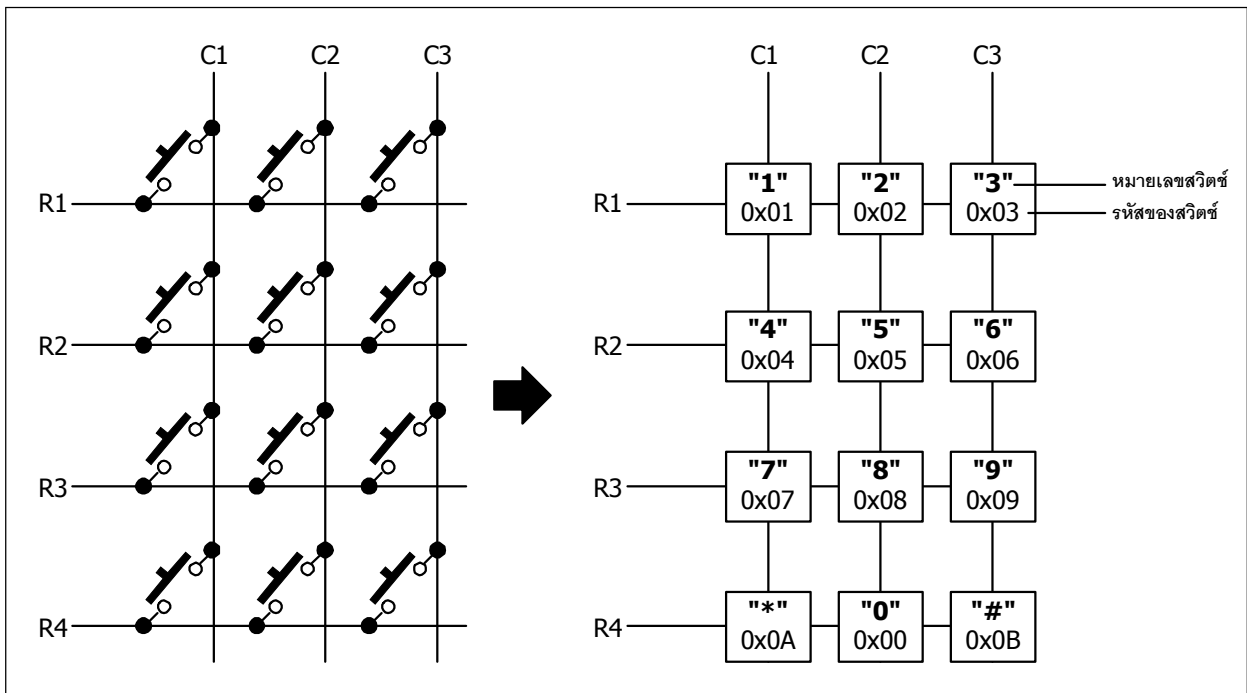 C1 C2 C3
R1
R2
R3
R4
C1 C2 C3
R1 "1" "2" "3" หมายเลขสวิตช์
0x01 0x02 0x03 รหัสของสวิตช์
R2 "4" "5" "6"
0x04 0x05 0x06
R3 "7" "8" "9"
0x07 0x08 0x09
R4 "*" "0" "#"
0x0A 0x00 0x0B